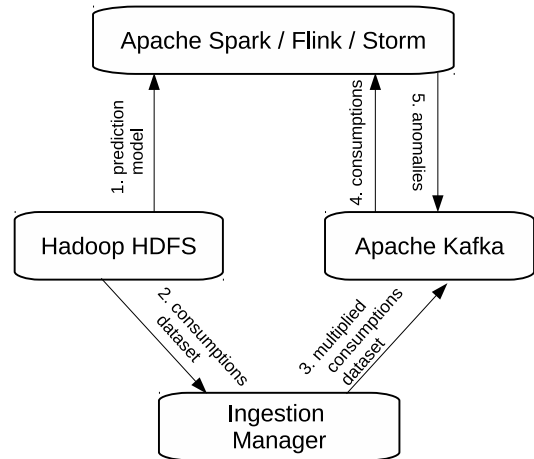 Apache Spark / Flink / Storm
1. prediction
model
4. consumptions
5. anomalies
Hadoop HDFS
Apache Kafka
2. consumptions
dataset
3. multiplied
consumptions
dataset
Ingestion
Manager